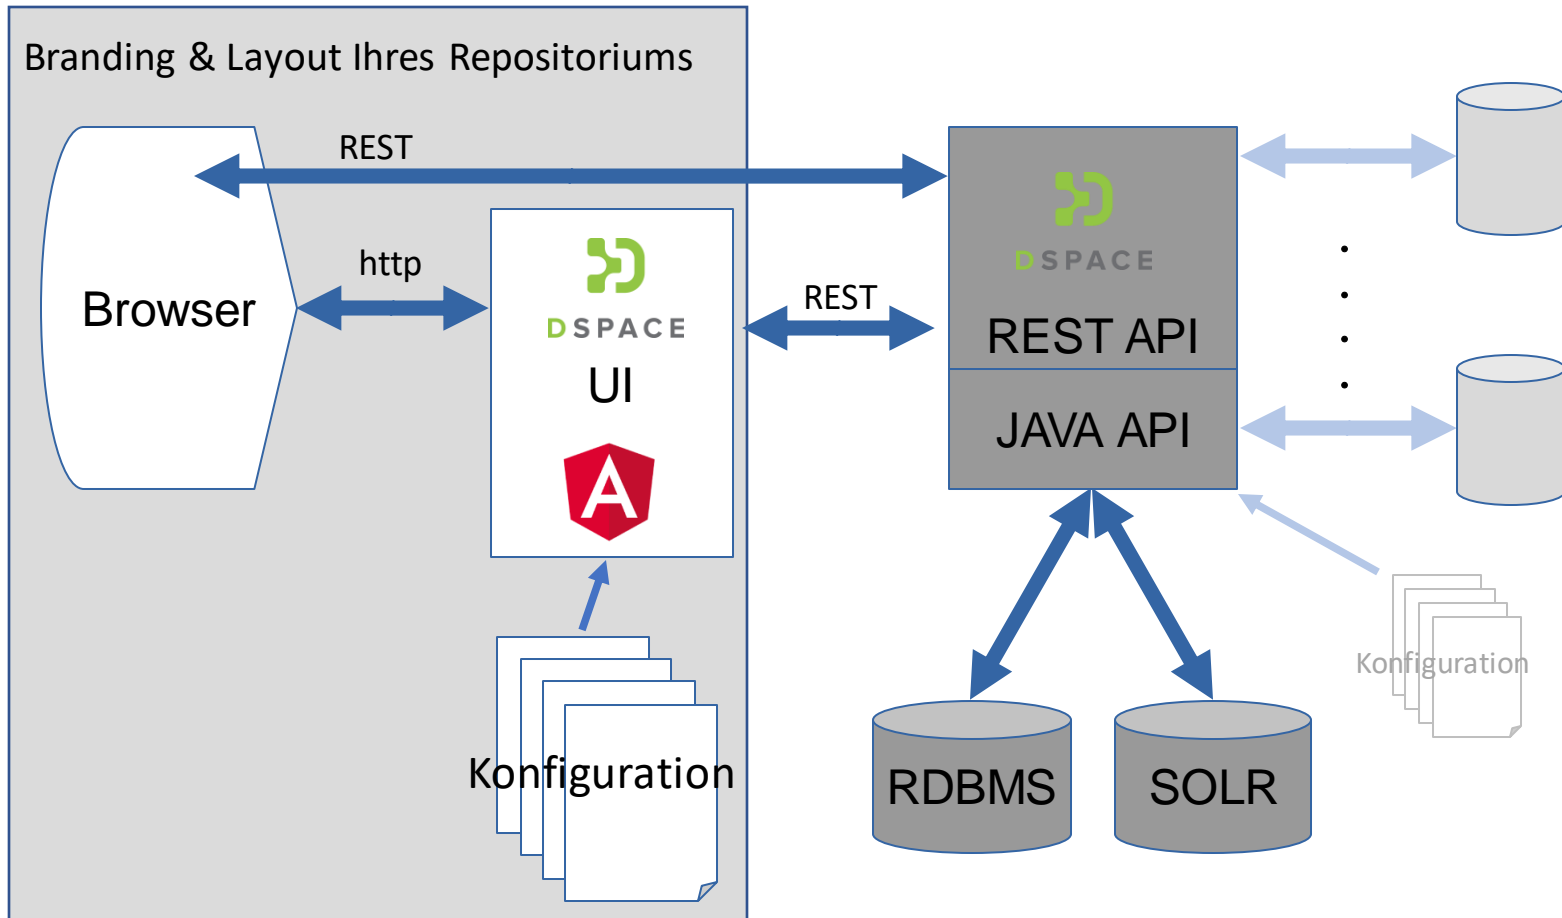 Branding & Layout Ihres Repositoriums
REST
Browser
http
DSPACE
UI
A
REST
DSPACE
REST API
JAVA API
Konfiguration
RDBMS
SOLR
Konfiguration